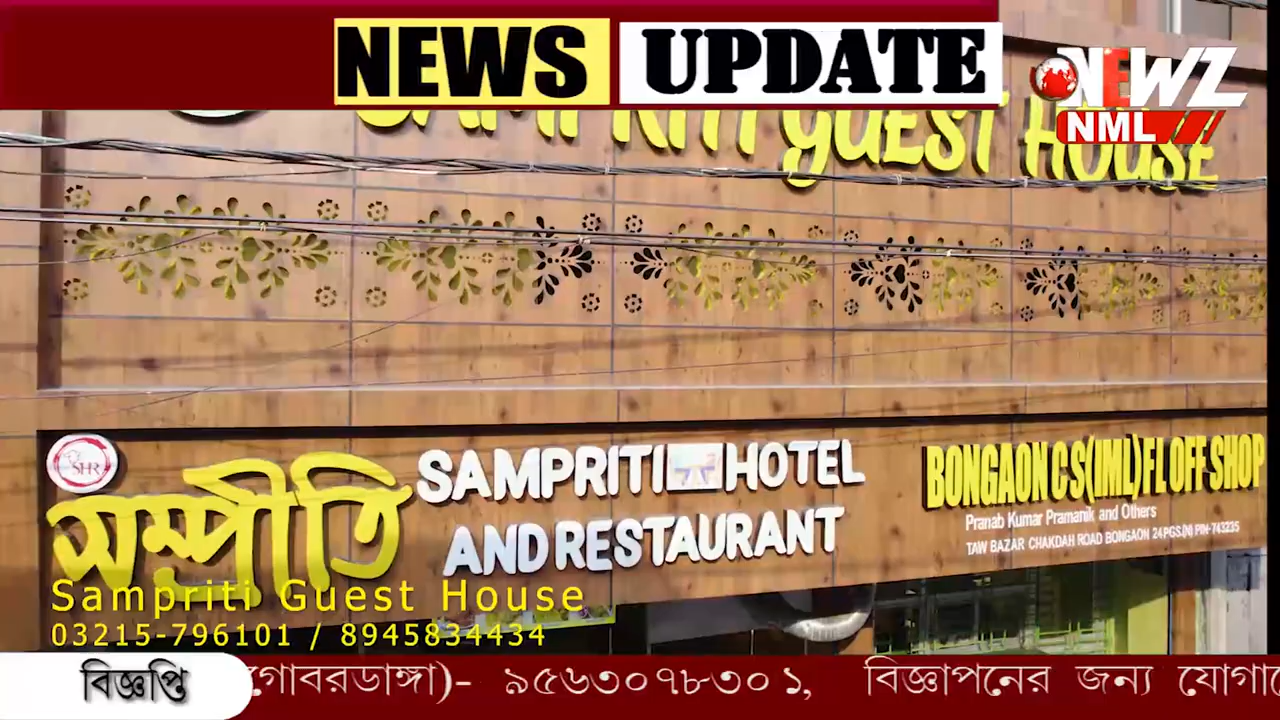 NEWS UPDATE
NEWZ
NML
SAMPRITI guEST HOUSE
SHR
সম্প্রীতি
SAMPRITI HOTEL
AND RESTAURANT
BONGAON C S (IML) FL OFF SHOP
Pranab Kumar Pramanik and Others
TAW BAZAR CHAKDAH ROAD BONGAON 24PGS.(N) PIN-743235
Sampriti Guest House
03215-796101 / 8945834434
বিজ্ঞপ্তি
গোবরডাঙ্গা)- ৯৫৬৩০৭৮৩০১, বিজ্ঞাপনের জন্য